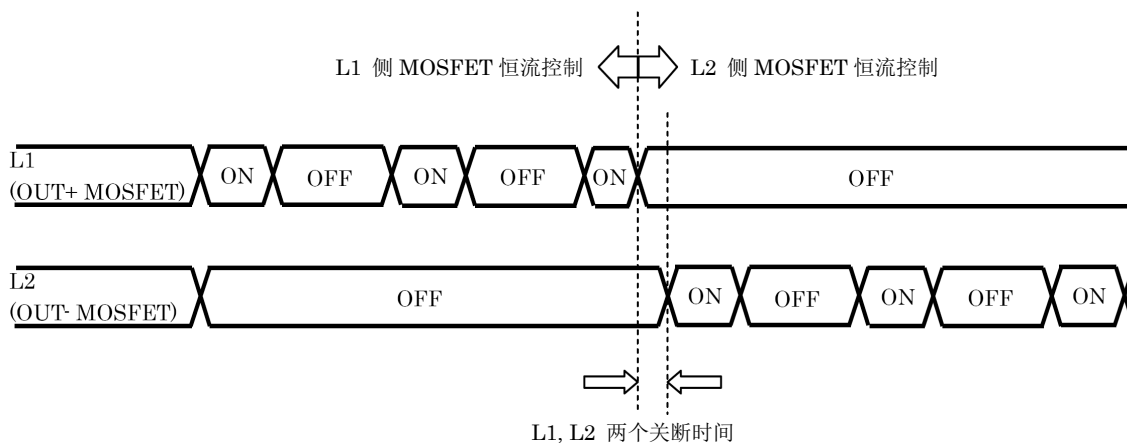 L1 侧 MOSFET 恒流控制
L2 侧 MOSFET 恒流控制
L1
(OUT+ MOSFET)
ON
OFF
ON
OFF
ON
OFF
L2
(OUT- MOSFET)
OFF
ON
OFF
ON
OFF
ON
L1, L2 两个关断时间